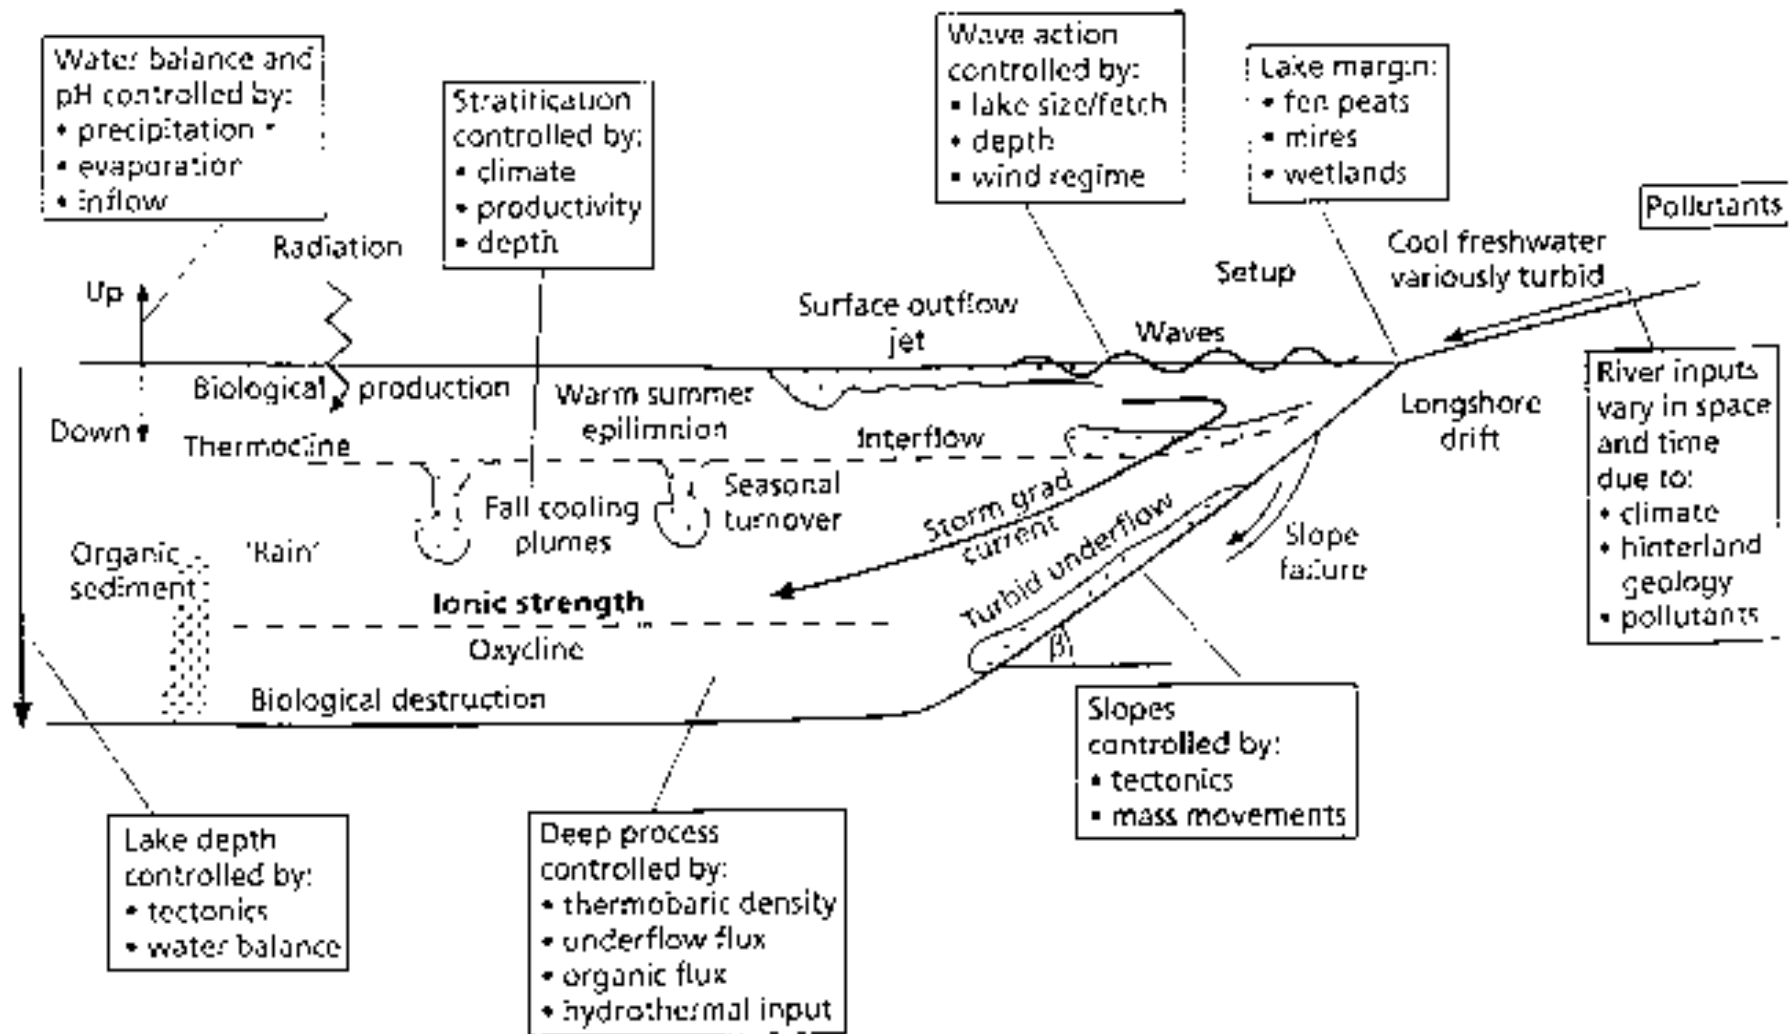 Water balance and
pH controlled by:
• precipitation
• evaporation
• inflow
Stratification
controlled by:
• climate
• productivity
• depth
Wave action
controlled by:
• lake size/fetch
• depth
• wind regime
Lake margin:
• fen peats
• mires
• wetlands
Pollutants
Radiation
Up
Down
Surface outflow
jet
Setup
Waves
Cool freshwater
variously turbid
Biological production
Thermocline
Warm summer
epilimnion
Interflow
Longshore
drift
River inputs
vary in space
and time
due to:
• climate
• hinterland
geology
• pollutants
Fall cooling
plumes
Seasonal
turnover
Storm grad
current
Turbid underflow
Slope
failure
Organic
sediment
'Rain'
Ionic strength
Oxycline
β
Biological destruction
Slopes
controlled by:
• tectonics
• mass movements
Lake depth
controlled by:
• tectonics
• water balance
Deep process
controlled by:
• thermobaric density
• underflow flux
• organic flux
• hydrothermal input